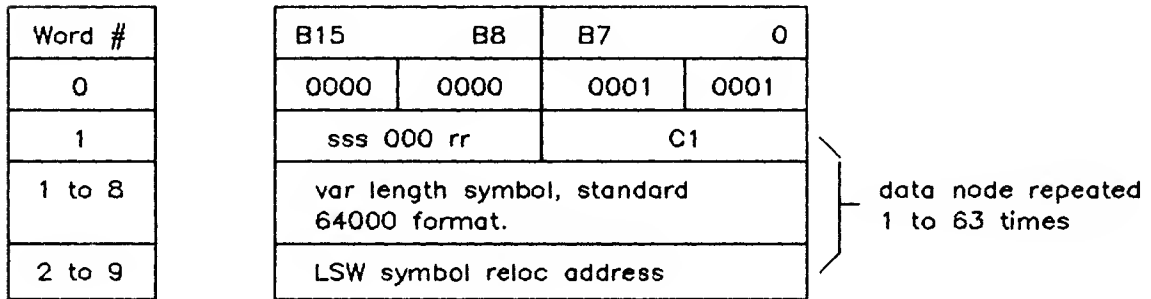 Word # B15 B8 B7 0
0 0000 0000 0001 0001
1 sss 000 rr C1
1 to 8 var length symbol, standard
64000 format.
2 to 9 LSW symbol reloc address
data node repeated
1 to 63 times